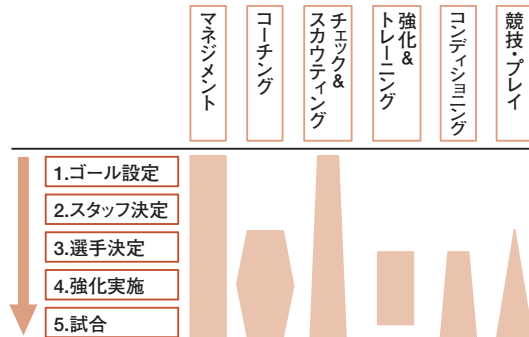 マネジメント
コーチング
チェック&
スカウティング
強化&
トレーニング
コンディショニング
競技・プレイ
1.ゴール設定
2.スタッフ決定
3.選手決定
4.強化実施
5.試合